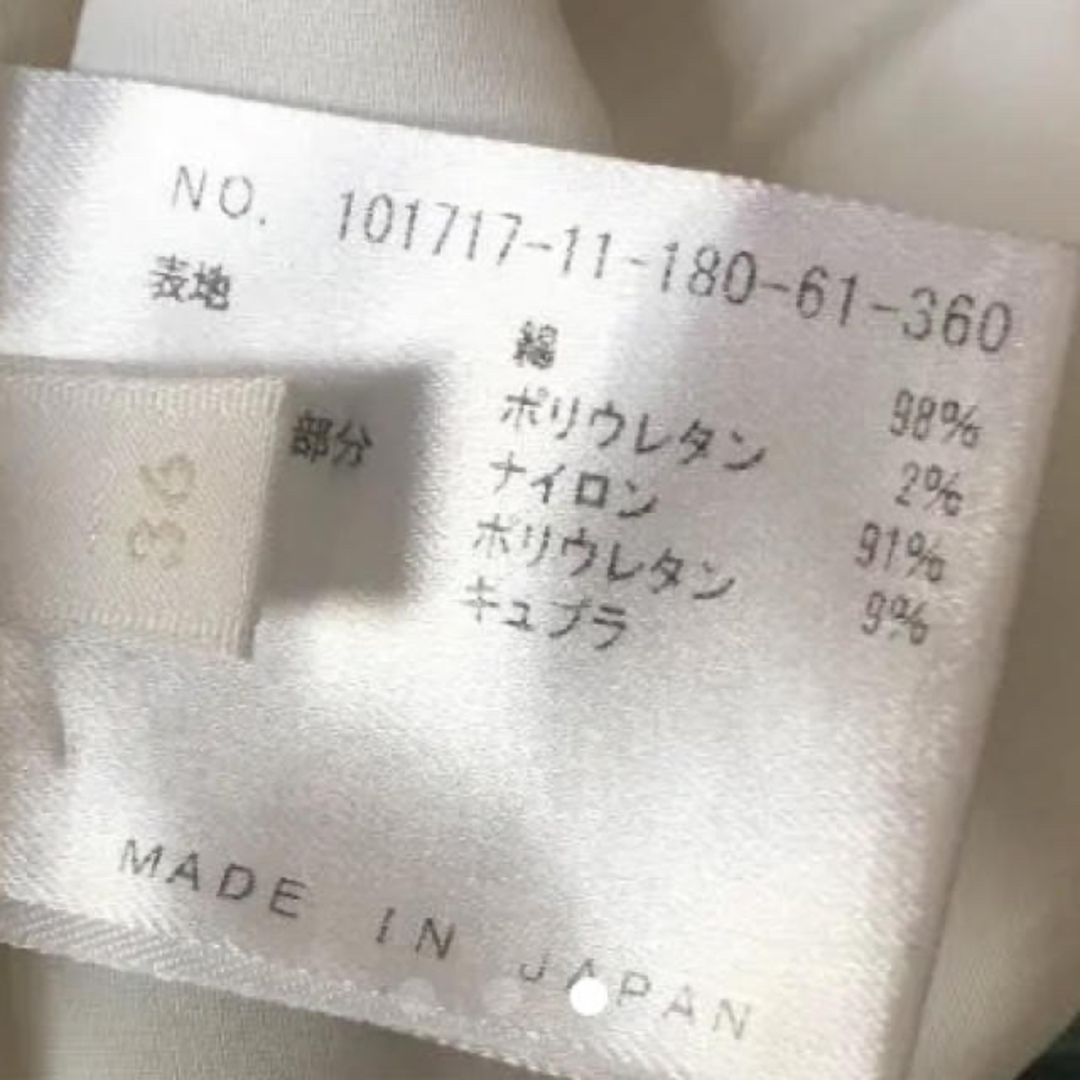 NO. 101717-11-180-61-360
表地
綿 98%
ポリウレタン 2%
部分 ナイロン 91%
ポリウレタン 9%
キュプラ
36
MADE IN JAPAN